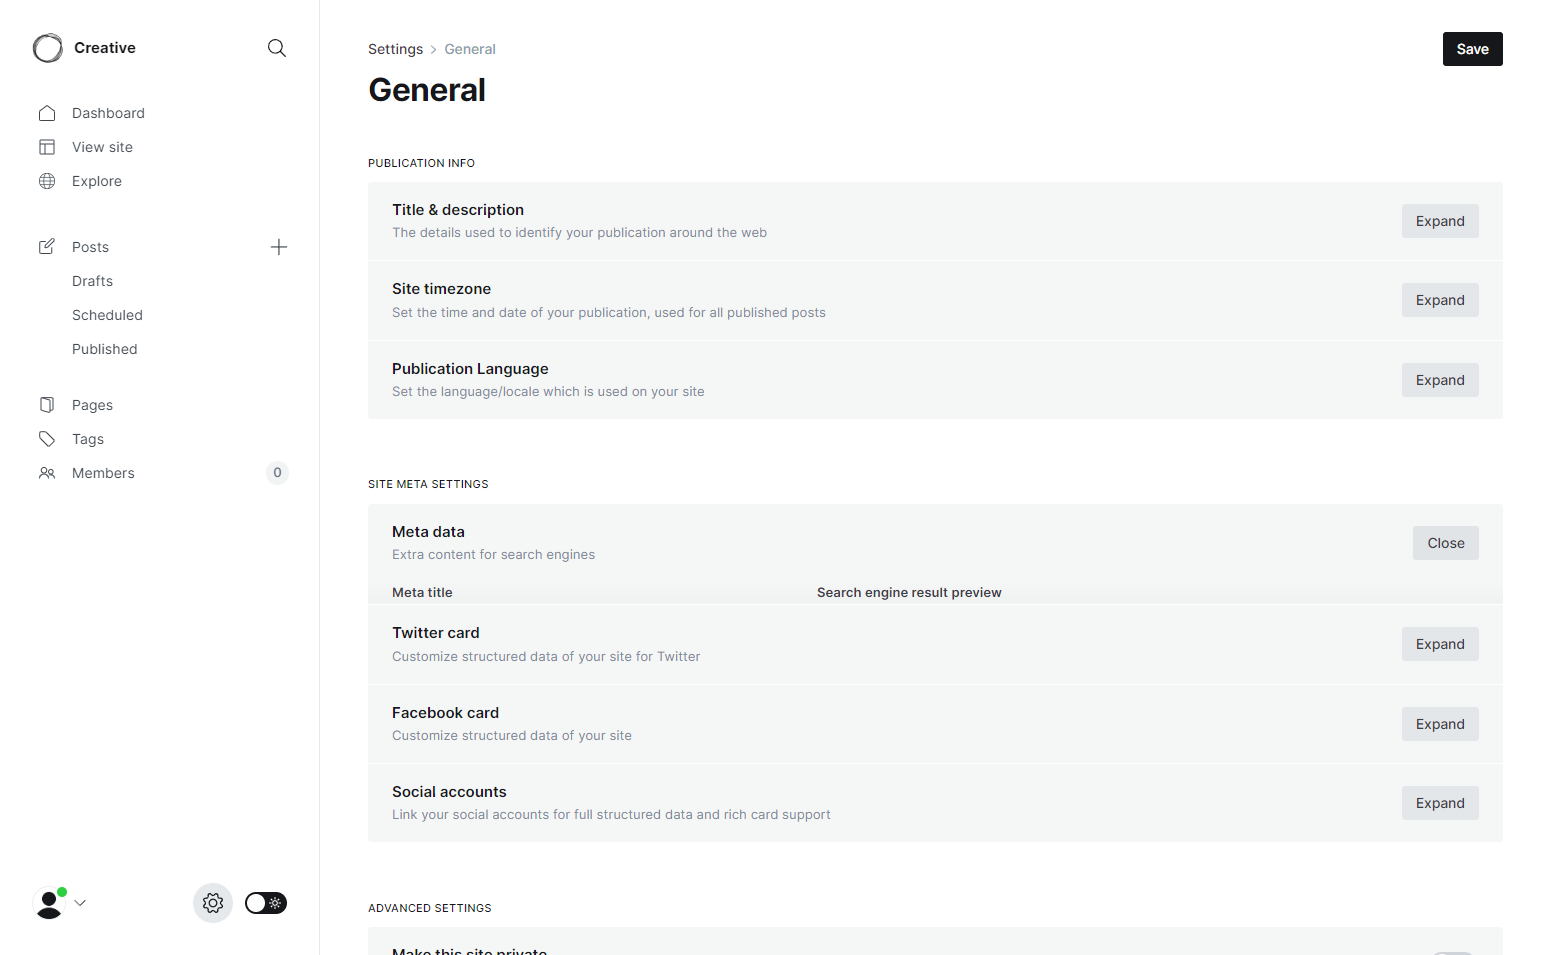 Creative
Dashboard
View site
Explore
Posts
Drafts
Scheduled
Published
Pages
Tags
Members
0
Settings
General
Save
General
PUBLICATION INFO
Title & description
The details used to identify your publication around the web
Expand
Site timezone
Set the time and date of your publication, used for all published posts
Expand
Publication Language
Set the language/locale which is used on your site
Expand
SITE META SETTINGS
Meta data
Extra content for search engines
Close
Meta title
Search engine result preview
Twitter card
Customize structured data of your site for Twitter
Expand
Facebook card
Customize structured data of your site
Expand
Social accounts
Link your social accounts for full structured data and rich card support
Expand
ADVANCED SETTINGS
Make this site private